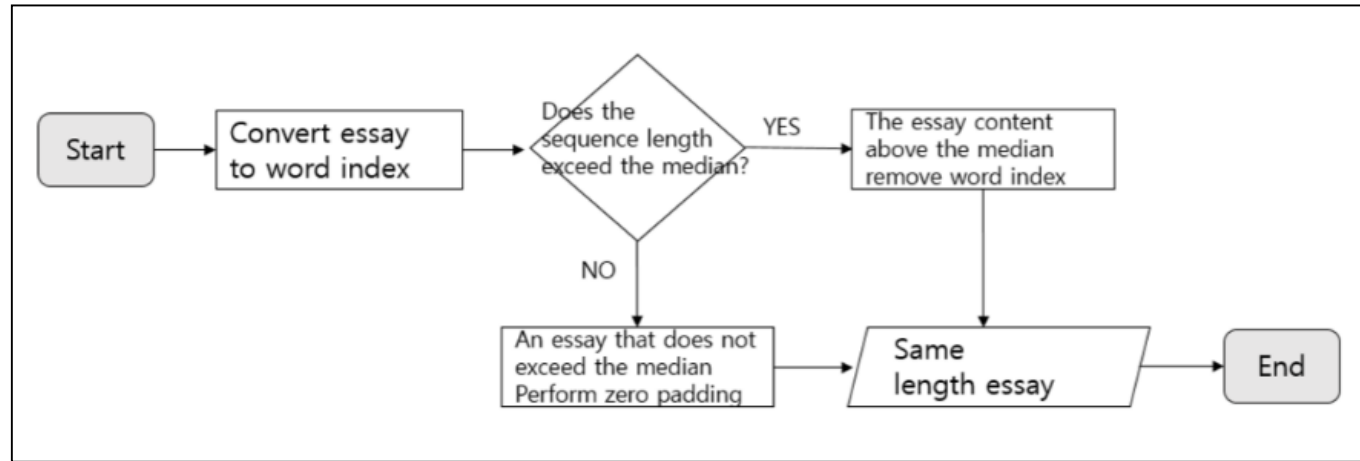 Start
Convert essay
to word index
Does the
sequence length
exceed the median?
YES
The essay content
above the median
remove word index
NO
An essay that does not
exceed the median
Perform zero padding
Same
length essay
End